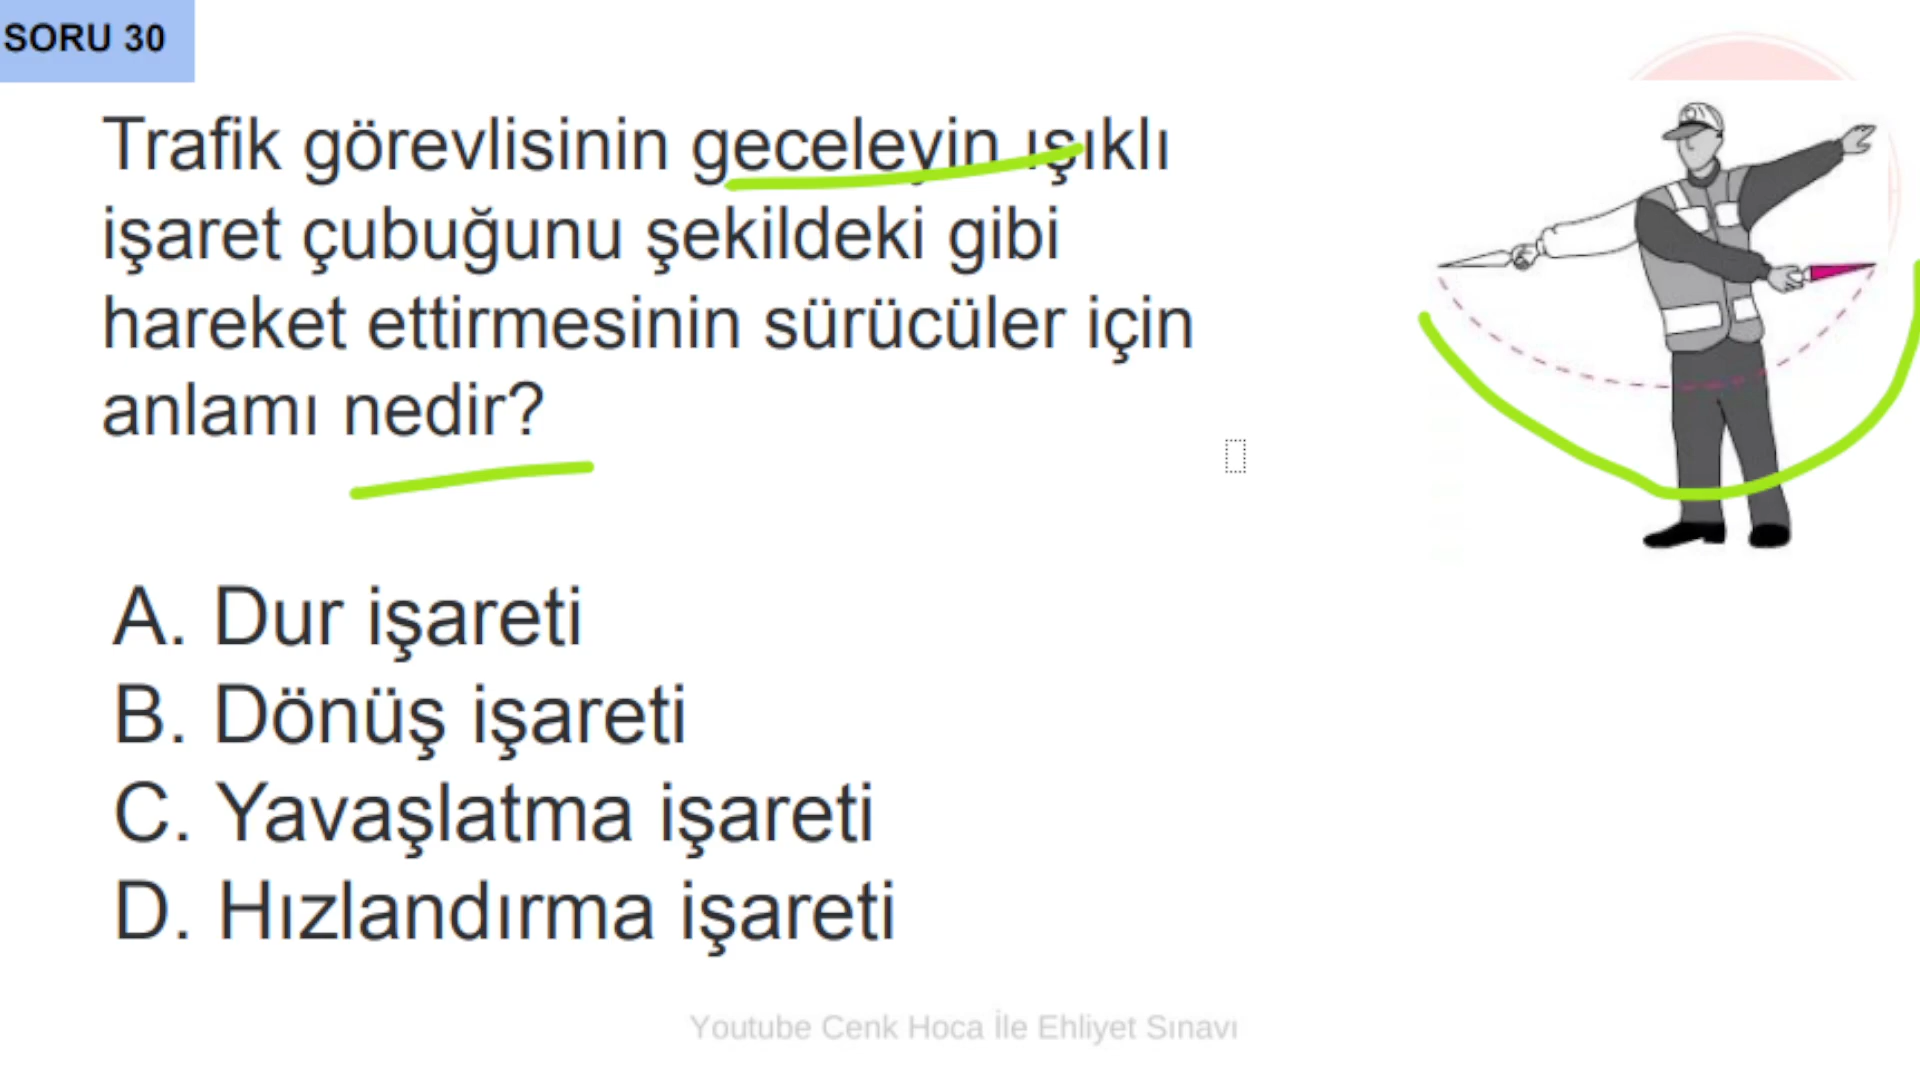 SORU 30
Trafik görevlisinin geceleyin ışıklı
işaret çubuğunu şekildeki gibi
hareket ettirmesinin sürücüler için
anlamı nedir?
A. Dur işareti
B. Dönüş işareti
C. Yavaşlatma işareti
D. Hızlandırma işareti
Youtube Cenk Hoca İle Ehliyet Sınavı